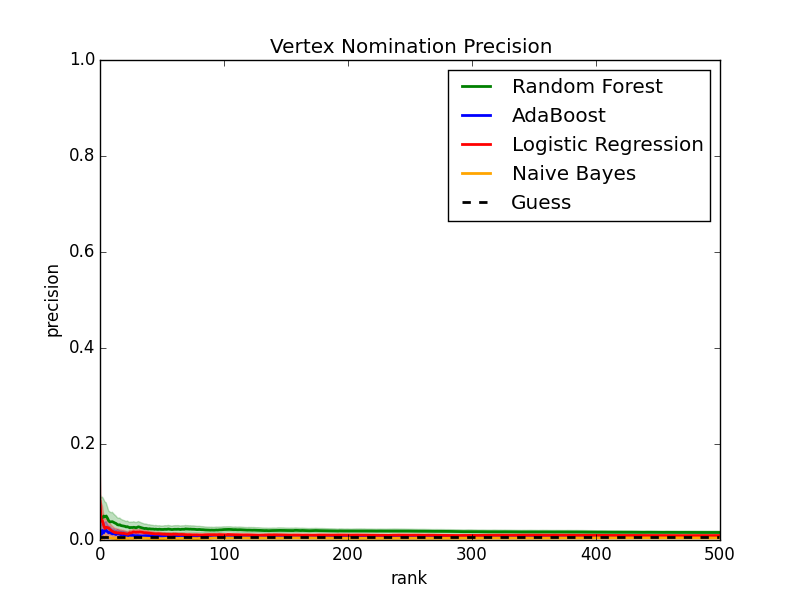 Vertex Nomination Precision
1.0
0.8
0.6
0.4
0.2
0.0
precision
Random Forest
AdaBoost
Logistic Regression
Naive Bayes
Guess
0 100 200 300 400 500
rank